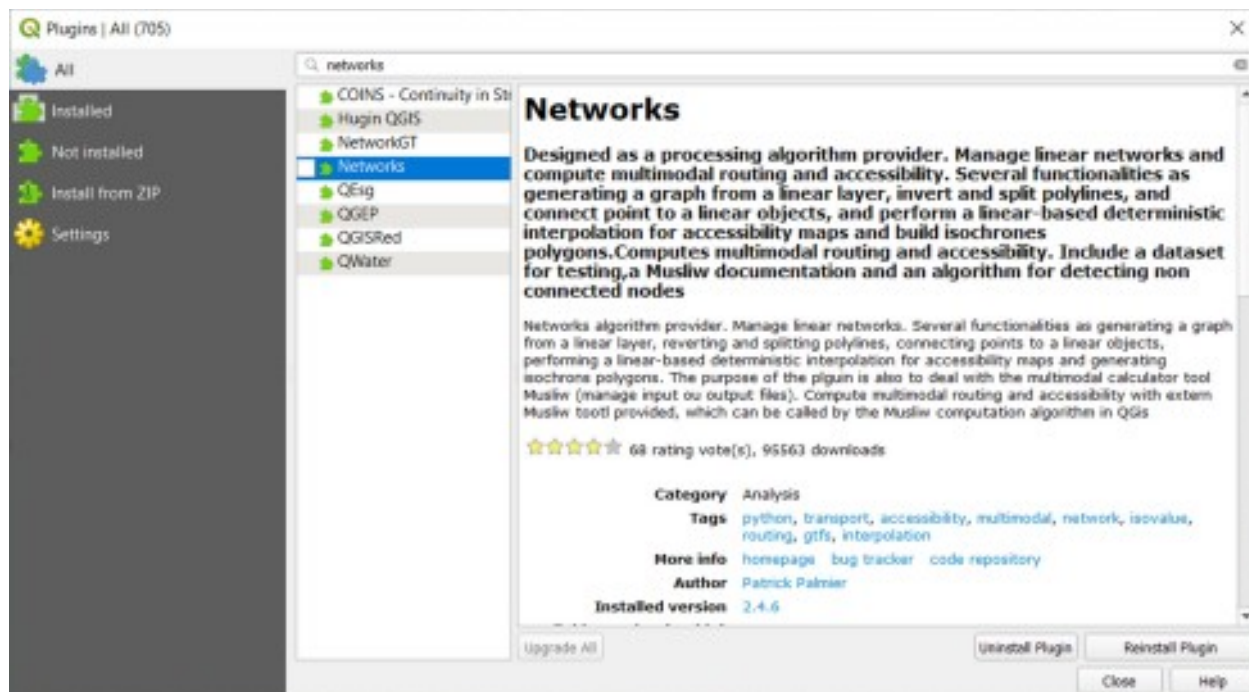 Plugins | All (705)
All
Installed
Not installed
Install from ZIP
Settings
networks
COINS - Continuity in Str
Hugin QGIS
NetworkGT
Networks
QEsg
QGEP
QGISRed
QWater
Networks
Designed as a processing algorithm provider. Manage linear networks and
compute multimodal routing and accessibility. Several functionalities as
generating a graph from a linear layer, invert and split polylines, and
connect point to a linear objects, and perform a linear-based deterministic
interpolation for accessibility maps and build isochrones
polygons.Computes multimodal routing and accessibility. Include a dataset
for testing,a Musliw documentation and an algorithm for detecting non
connected nodes
Networks algorithm provider. Manage linear networks. Several functionalities as generating a graph
from a linear layer, reverting and splitting polylines, connecting points to a linear objects,
performing a linear-based deterministic interpolation for accessibility maps and generating
isochrons polygons. The purpose of the plguin is also to deal with the multimodal calculator tool
Musliw (manage input ou output files). Compute multimodal routing and accessibility with extern
Musliw tootl provided, which can be called by the Musliw computation algorithm in QGis
68 rating vote(s), 95563 downloads
Category Analysis
Tags python, transport, accessibility, multimodal, network, isovalue,
routing, gtfs, interpolation
More info homepage bug tracker code repository
Author Patrick Palmier
Installed version 2.4.6
Upgrade All
Uninstall Plugin
Reinstall Plugin
Close
Help